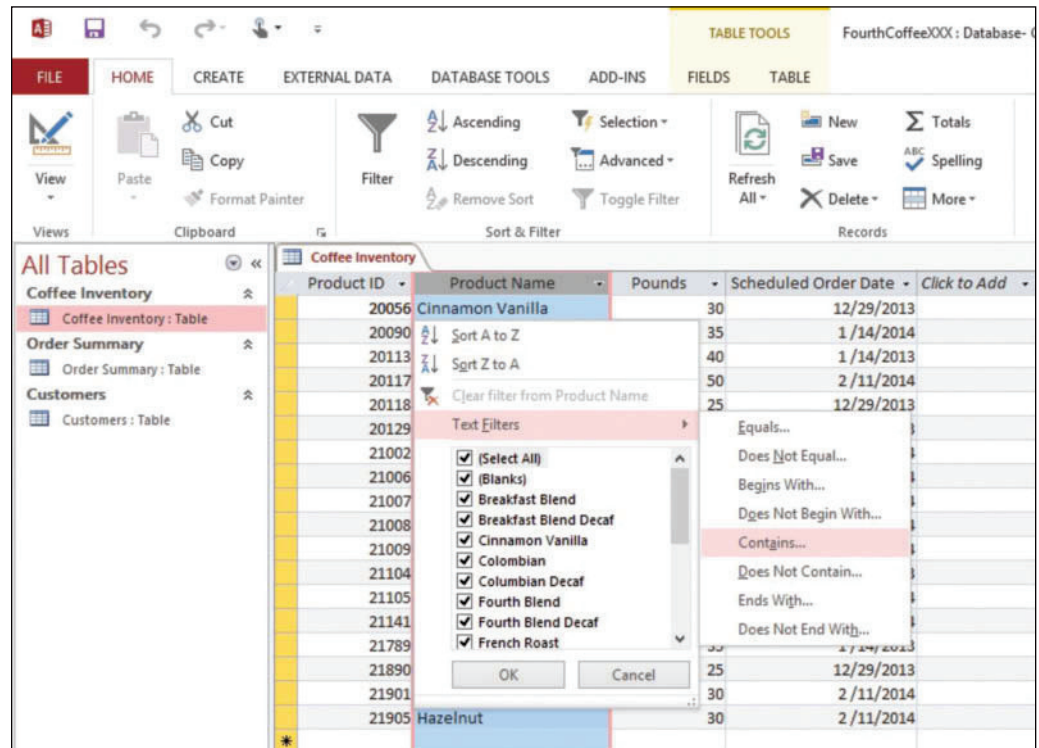 TABLE TOOLS FourthCoffeeXXX : Database-
FILE HOME CREATE EXTERNAL DATA DATABASE TOOLS ADD-INS FIELDS TABLE
View
Paste
Cut
Copy
Format Painter
Filter
Ascending
Descending
Remove Sort
Selection
Advanced
Toggle Filter
Refresh
All
New
Save
Delete
Totals
ABC
Spelling
More
Views Clipboard Sort & Filter Records
All Tables
Coffee Inventory
Coffee Inventory : Table
Order Summary
Order Summary : Table
Customers
Customers : Table
Coffee Inventory
Product ID Product Name Pounds Scheduled Order Date Click to Add
20056 Cinnamon Vanilla 30 12/29/2013
20090 35 1 /14/2014
20113 40 1 /14/2013
20117 50 2 /11/2014
20118 25 12/29/2013
20129
21002
21006
21007
21008
21009
21104
21105
21141
21789
21890 25 12/29/2013
21901 30 2 /11/2014
21905 Hazelnut 30 2 /11/2014
Sort A to Z
Sort Z to A
Clear filter from Product Name
Text Filters
(Select All)
(Blanks)
Breakfast Blend
Breakfast Blend Decaf
Cinnamon Vanilla
Colombian
Columbian Decaf
Fourth Blend
Fourth Blend Decaf
French Roast
OK Cancel
Equals...
Does Not Equal...
Begins With...
Does Not Begin With...
Contains...
Does Not Contain...
Ends With...
Does Not End With...